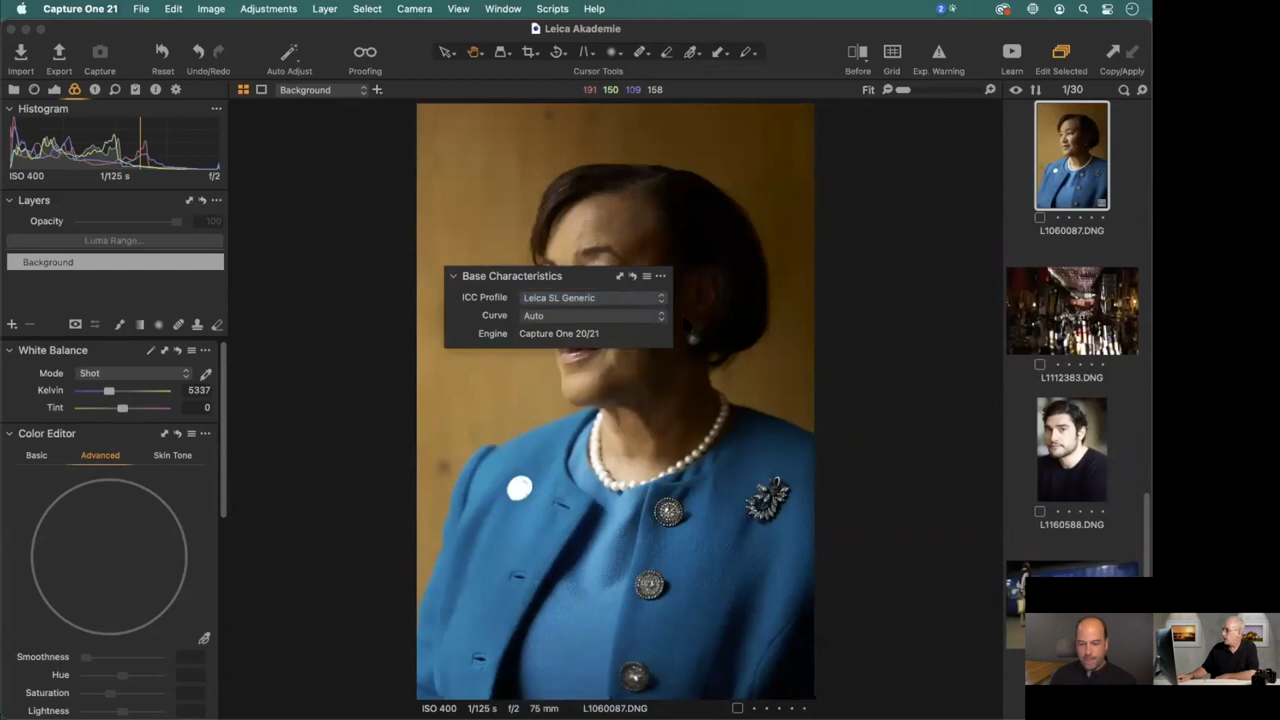 Capture One 21 File Edit Image Adjustments Layer Select Camera View Window Scripts Help 2
Leica Akademie
Import Export Capture Reset Undo/Redo Auto Adjust Proofing Cursor Tools Before Grid Exp. Warning Learn Edit Selected Copy/Apply
Background 191 150 109 158 Fit 1/30
Histogram
ISO 400 1/125 s f/2
Layers
Opacity 100
Luma Range...
Background
White Balance
Mode Shot
Kelvin 5337
Tint 0
Color Editor
Basic Advanced Skin Tone
Smoothness
Hue
Saturation
Lightness
Base Characteristics
ICC Profile Leica SL Generic
Curve Auto
Engine Capture One 20/21
ISO 400 1/125 s f/2 75 mm L1060087.DNG
L1060087.DNG
L1112383.DNG
L1160588.DNG